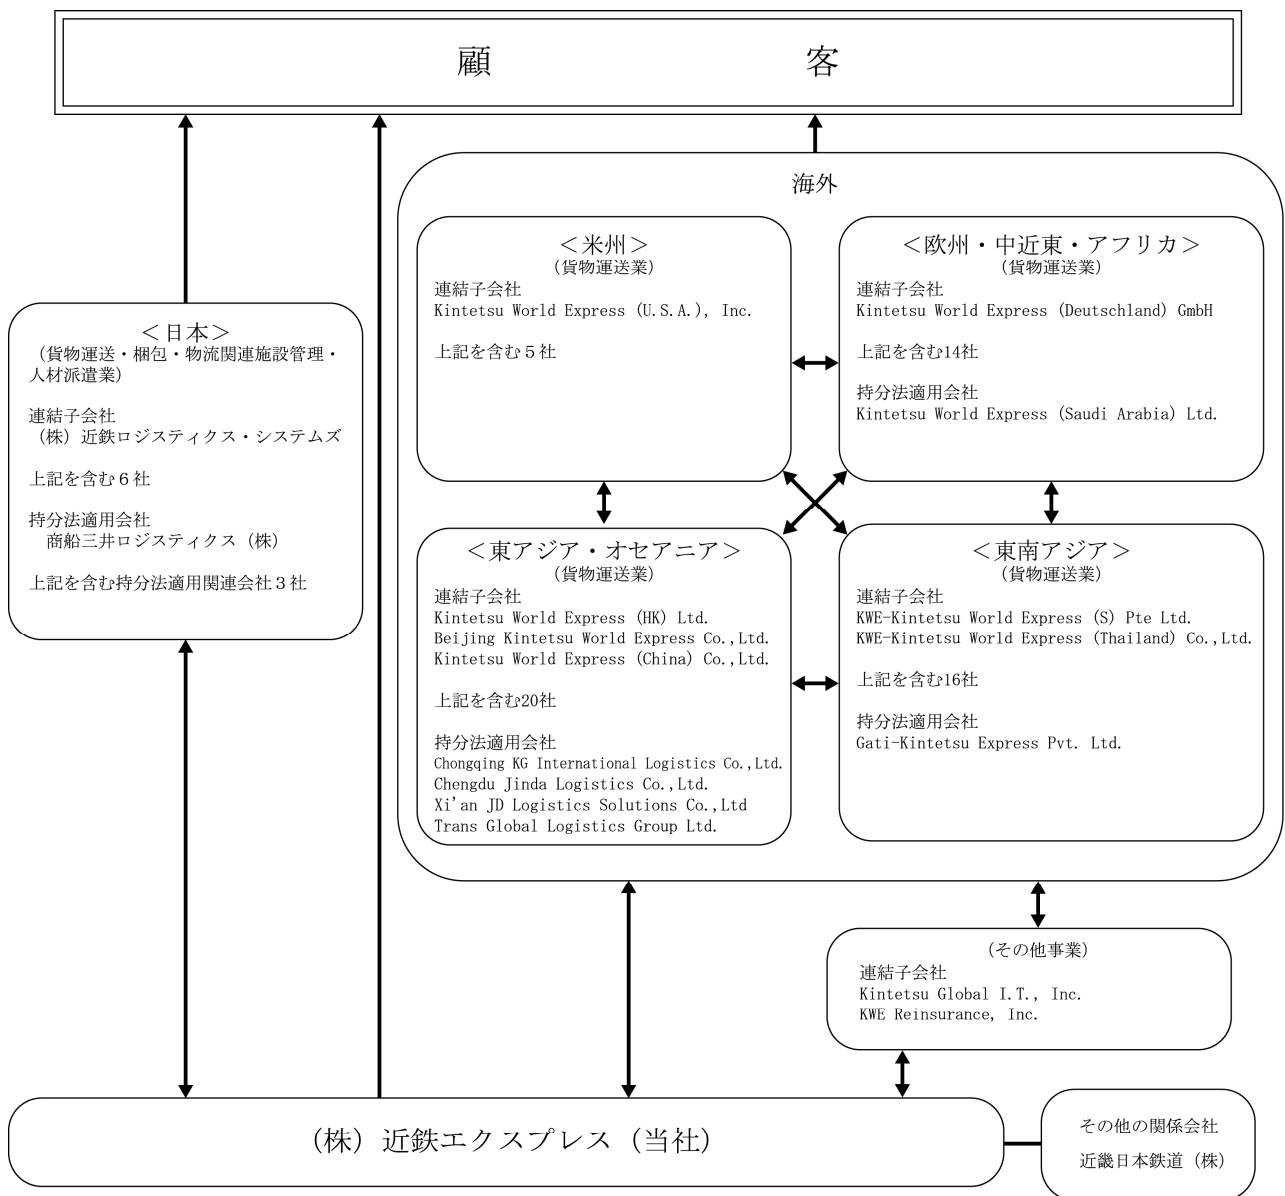 顧客
海外
＜米州＞
(貨物運送業)
連結子会社
Kintetsu World Express (U.S.A.), Inc.
上記を含む５社
＜欧州・中近東・アフリカ＞
(貨物運送業)
連結子会社
Kintetsu World Express (Deutschland) GmbH
上記を含む14社
持分法適用会社
Kintetsu World Express (Saudi Arabia) Ltd.
＜日本＞
（貨物運送・梱包・物流関連施設管理・
人材派遣業）
連結子会社
（株）近鉄ロジスティクス・システムズ
上記を含む６社
持分法適用会社
商船三井ロジスティクス（株）
上記を含む持分法適用関連会社３社
＜東アジア・オセアニア＞
(貨物運送業)
連結子会社
Kintetsu World Express (HK) Ltd.
Beijing Kintetsu World Express Co.,Ltd.
Kintetsu World Express (China) Co.,Ltd.
上記を含む20社
持分法適用会社
Chongqing KG International Logistics Co.,Ltd.
Chengdu Jinda Logistics Co.,Ltd.
Xi'an JD Logistics Solutions Co.,Ltd
Trans Global Logistics Group Ltd.
＜東南アジア＞
(貨物運送業)
連結子会社
KWE-Kintetsu World Express (S) Pte Ltd.
KWE-Kintetsu World Express (Thailand) Co.,Ltd.
上記を含む16社
持分法適用会社
Gati-Kintetsu Express Pvt. Ltd.
(その他事業)
連結子会社
Kintetsu Global I.T., Inc.
KWE Reinsurance, Inc.
（株）近鉄エクスプレス（当社）
その他の関係会社
近畿日本鉄道（株）